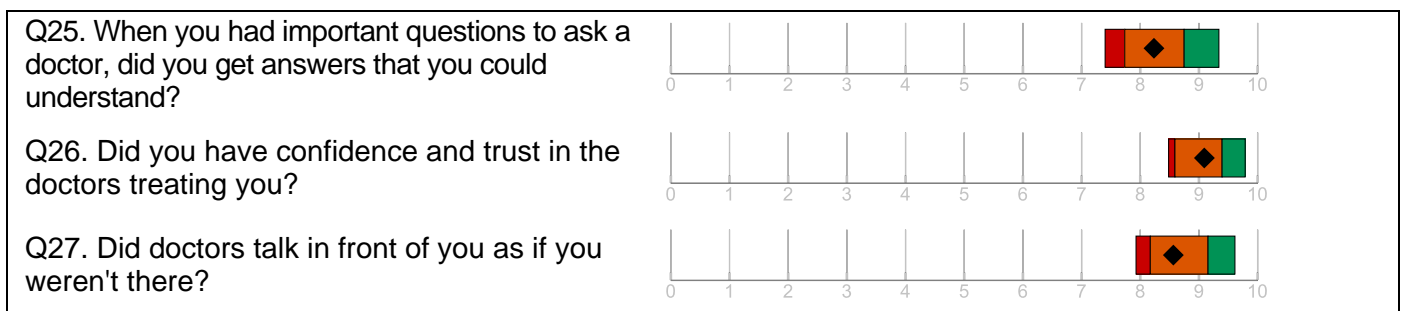 Q25. When you had important questions to ask a
doctor, did you get answers that you could
understand?
0 1 2 3 4 5 6 7 8 9 10
Q26. Did you have confidence and trust in the
doctors treating you?
0 1 2 3 4 5 6 7 8 9 10
Q27. Did doctors talk in front of you as if you
weren't there?
0 1 2 3 4 5 6 7 8 9 10